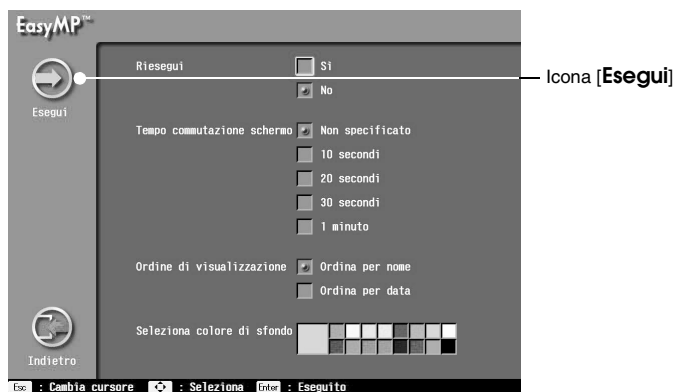 EasyMP™
Riesegui Sì
No
Esegui
Icona [Esegui]
Tempo commutazione schermo Non specificato
10 secondi
20 secondi
30 secondi
1 minuto
Ordine di visualizzazione Ordina per nome
Ordina per data
Seleziona colore di sfondo
Indietro
Esc : Cambia cursore : Seleziona Enter : Eseguito